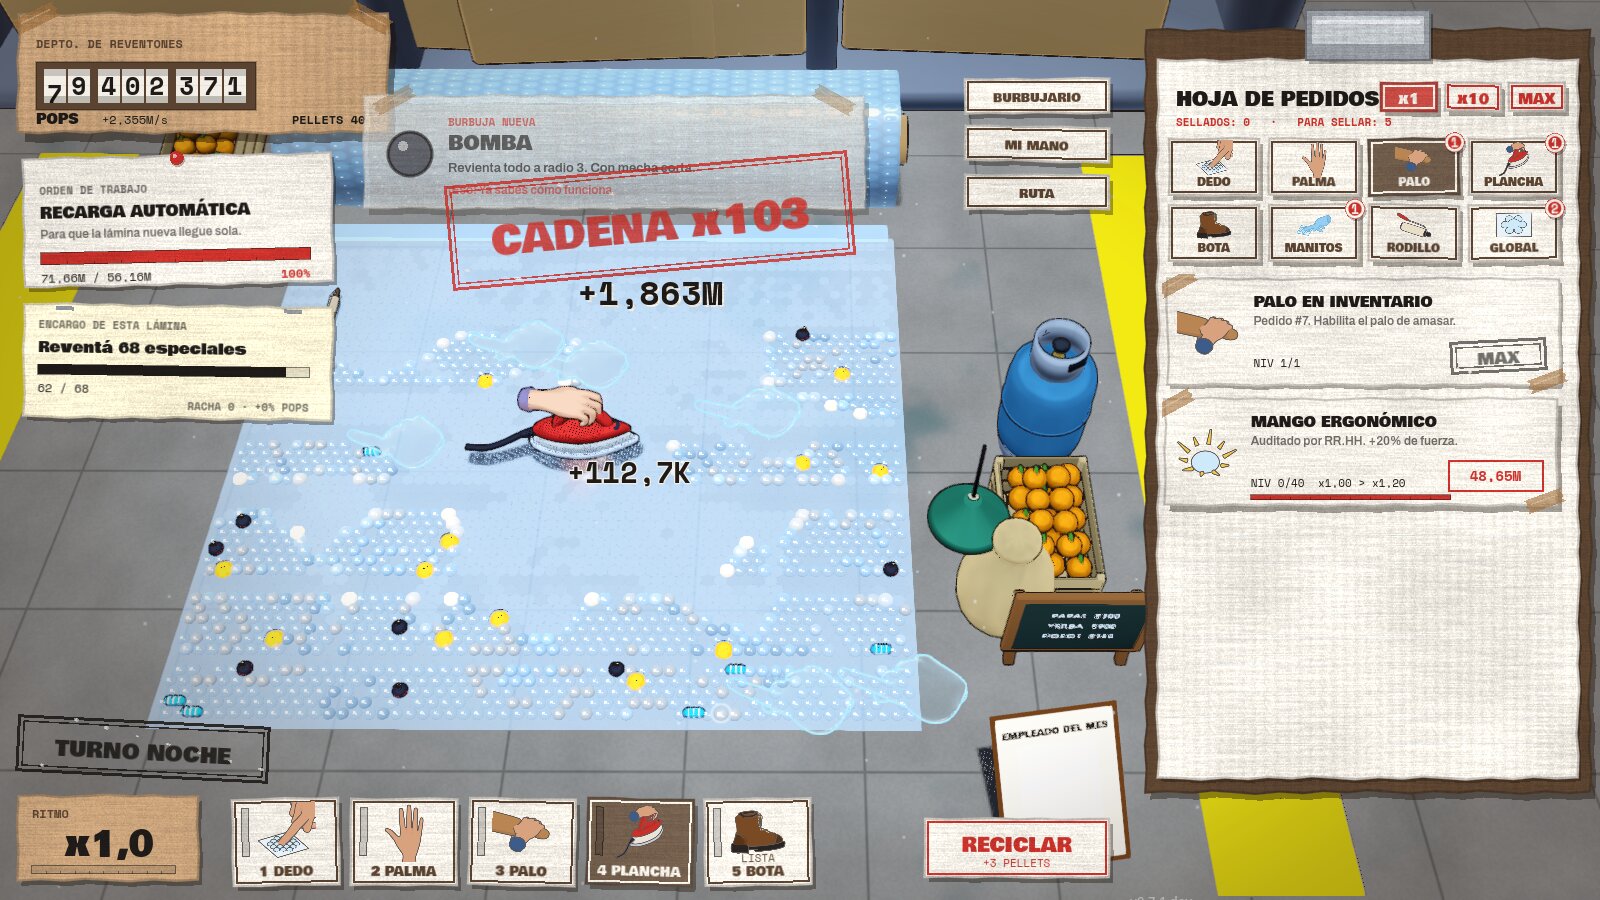 DEPTO. DE REVENTONES
79 402 371
POPS +2,355M/s PELLETS 40
ORDEN DE TRABAJO
RECARGA AUTOMÁTICA
Para que la lámina nueva llegue sola.
71,66M / 56,16M 100%
ENCARGO DE ESTA LÁMINA
Reventá 68 especiales
62 / 68
RACHA 0 · +0% POPS
BURBUJA NUEVA
BOMBA
Revienta todo a radio 3. Con mecha corta.
Ya sabés cómo funciona
CADENA x103
+1,863M
+112,7K
BURBUJARIO
MI MANO
RUTA
HOJA DE PEDIDOS x1 x10 MAX
SELLADOS: 0 · PARA SELLAR: 5
DEDO
PALMA
PALO 1
PLANCHA 1
BOTA
MANITOS 1
RODILLO
GLOBAL 2
PALO EN INVENTARIO
Pedido #7. Habilita el palo de amasar.
NIV 1/1 MAX
MANGO ERGONÓMICO
Auditado por RR.HH. +20% de fuerza.
NIV 0/40 x1,00 > x1,20 48,65M
EMPLEADO DEL MES
TURNO NOCHE
RITMO
x1,0
1 DEDO
2 PALMA
3 PALO
4 PLANCHA
LISTA
5 BOTA
RECICLAR
+3 PELLETS